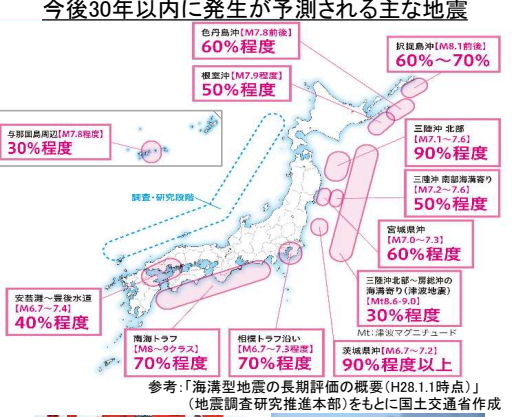 今後30年以内に発生が予測される主な地震
色丹島沖【M7.8前後】
60%程度
択捉島沖【M8.1前後】
60%～70%
根室沖【M7.9程度】
50%程度
与那国島周辺【M7.8程度】
30%程度
三陸沖 北部
【M7.1～7.6】
90%程度
調査・研究段階
三陸沖 南部海溝寄り
【M7.2～7.6】
50%程度
宮城県沖
【M7.0～7.3】
60%程度
三陸沖北部～房総沖の
海溝寄り(津波地震)
【Mt8.6-9.0】
30%程度
Mt：津波マグニチュード
安芸灘～豊後水道
【M6.7～7.4】
40%程度
南海トラフ
【M8～9クラス】
70%程度
相模トラフ沿い
【M6.7～7.3程度】
70%程度
茨城県沖【M6.7～7.2】
90%程度以上
参考：「海溝型地震の長期評価の概要(H28.1.1時点)」
(地震調査研究推進本部)をもとに国土交通省作成